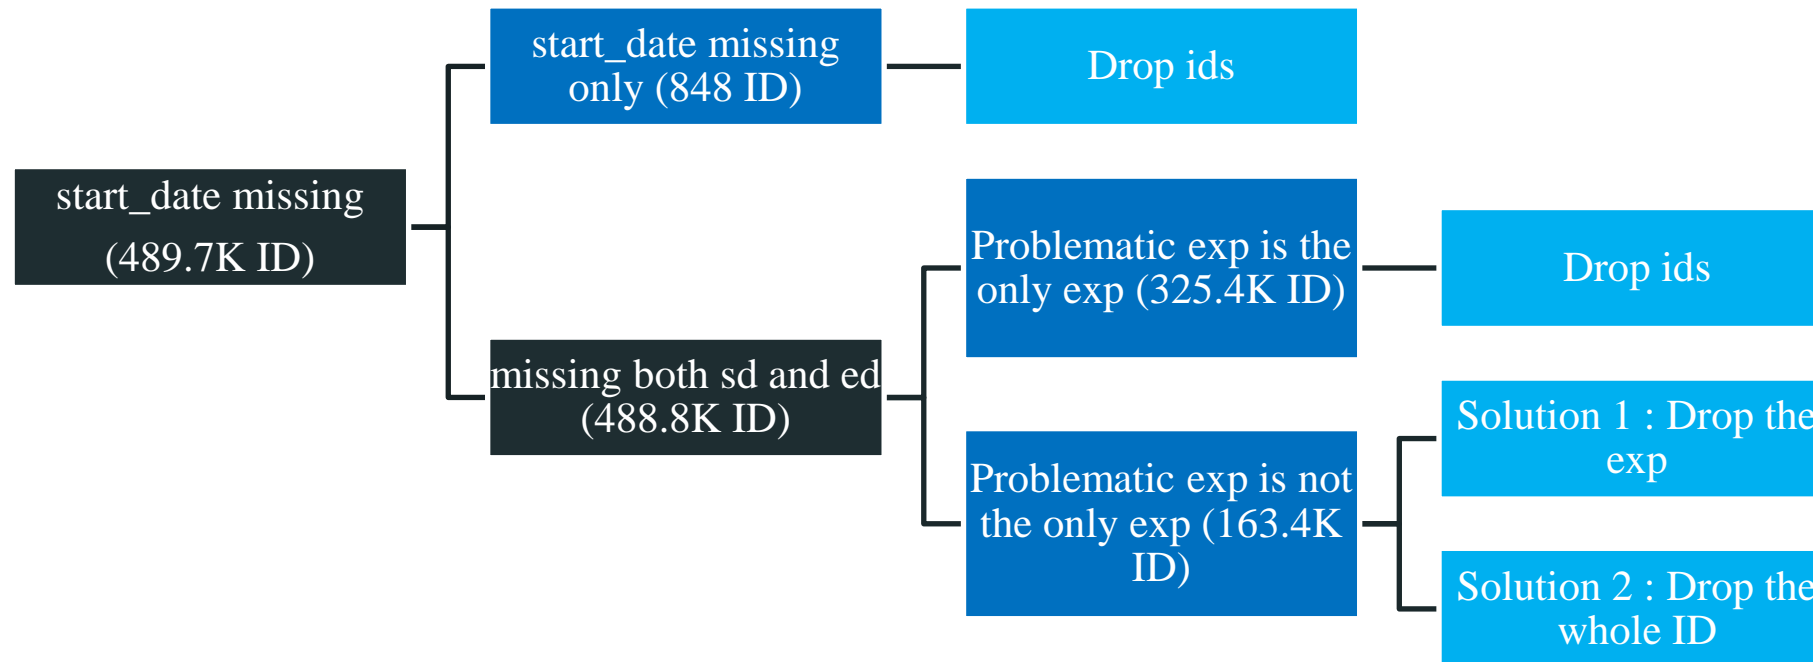 start_date missing
only (848 ID)
Drop ids
start_date missing
(489.7K ID)
Problematic exp is the
only exp (325.4K ID)
Drop ids
missing both sd and ed
(488.8K ID)
Solution 1 : Drop the
exp
Problematic exp is not
the only exp (163.4K
ID)
Solution 2 : Drop the
whole ID